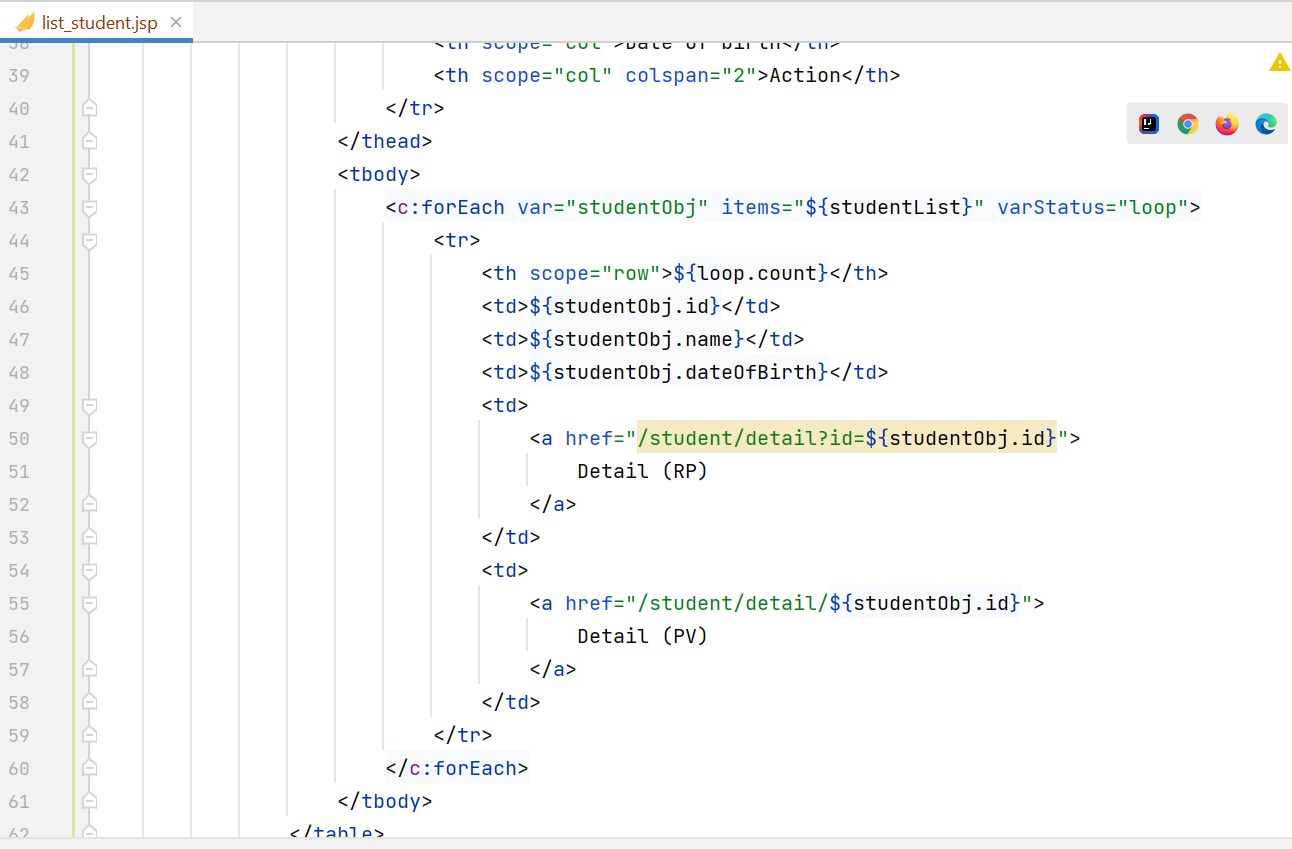 list_student.jsp
38 <th scope="col">Date of birth</th>
39 <th scope="col" colspan="2">Action</th>
40 </tr>
41 </thead>
42 <tbody>
43 <c:forEach var="studentObj" items="${studentList}" varStatus="loop">
44 <tr>
45 <th scope="row">${loop.count}</th>
46 <td>${studentObj.id}</td>
47 <td>${studentObj.name}</td>
48 <td>${studentObj.dateOfBirth}</td>
49 <td>
50 <a href="/student/detail?id=${studentObj.id}">
51 Detail (RP)
52 </a>
53 </td>
54 <td>
55 <a href="/student/detail/${studentObj.id}">
56 Detail (PV)
57 </a>
58 </td>
59 </tr>
60 </c:forEach>
61 </tbody>
62 </table>